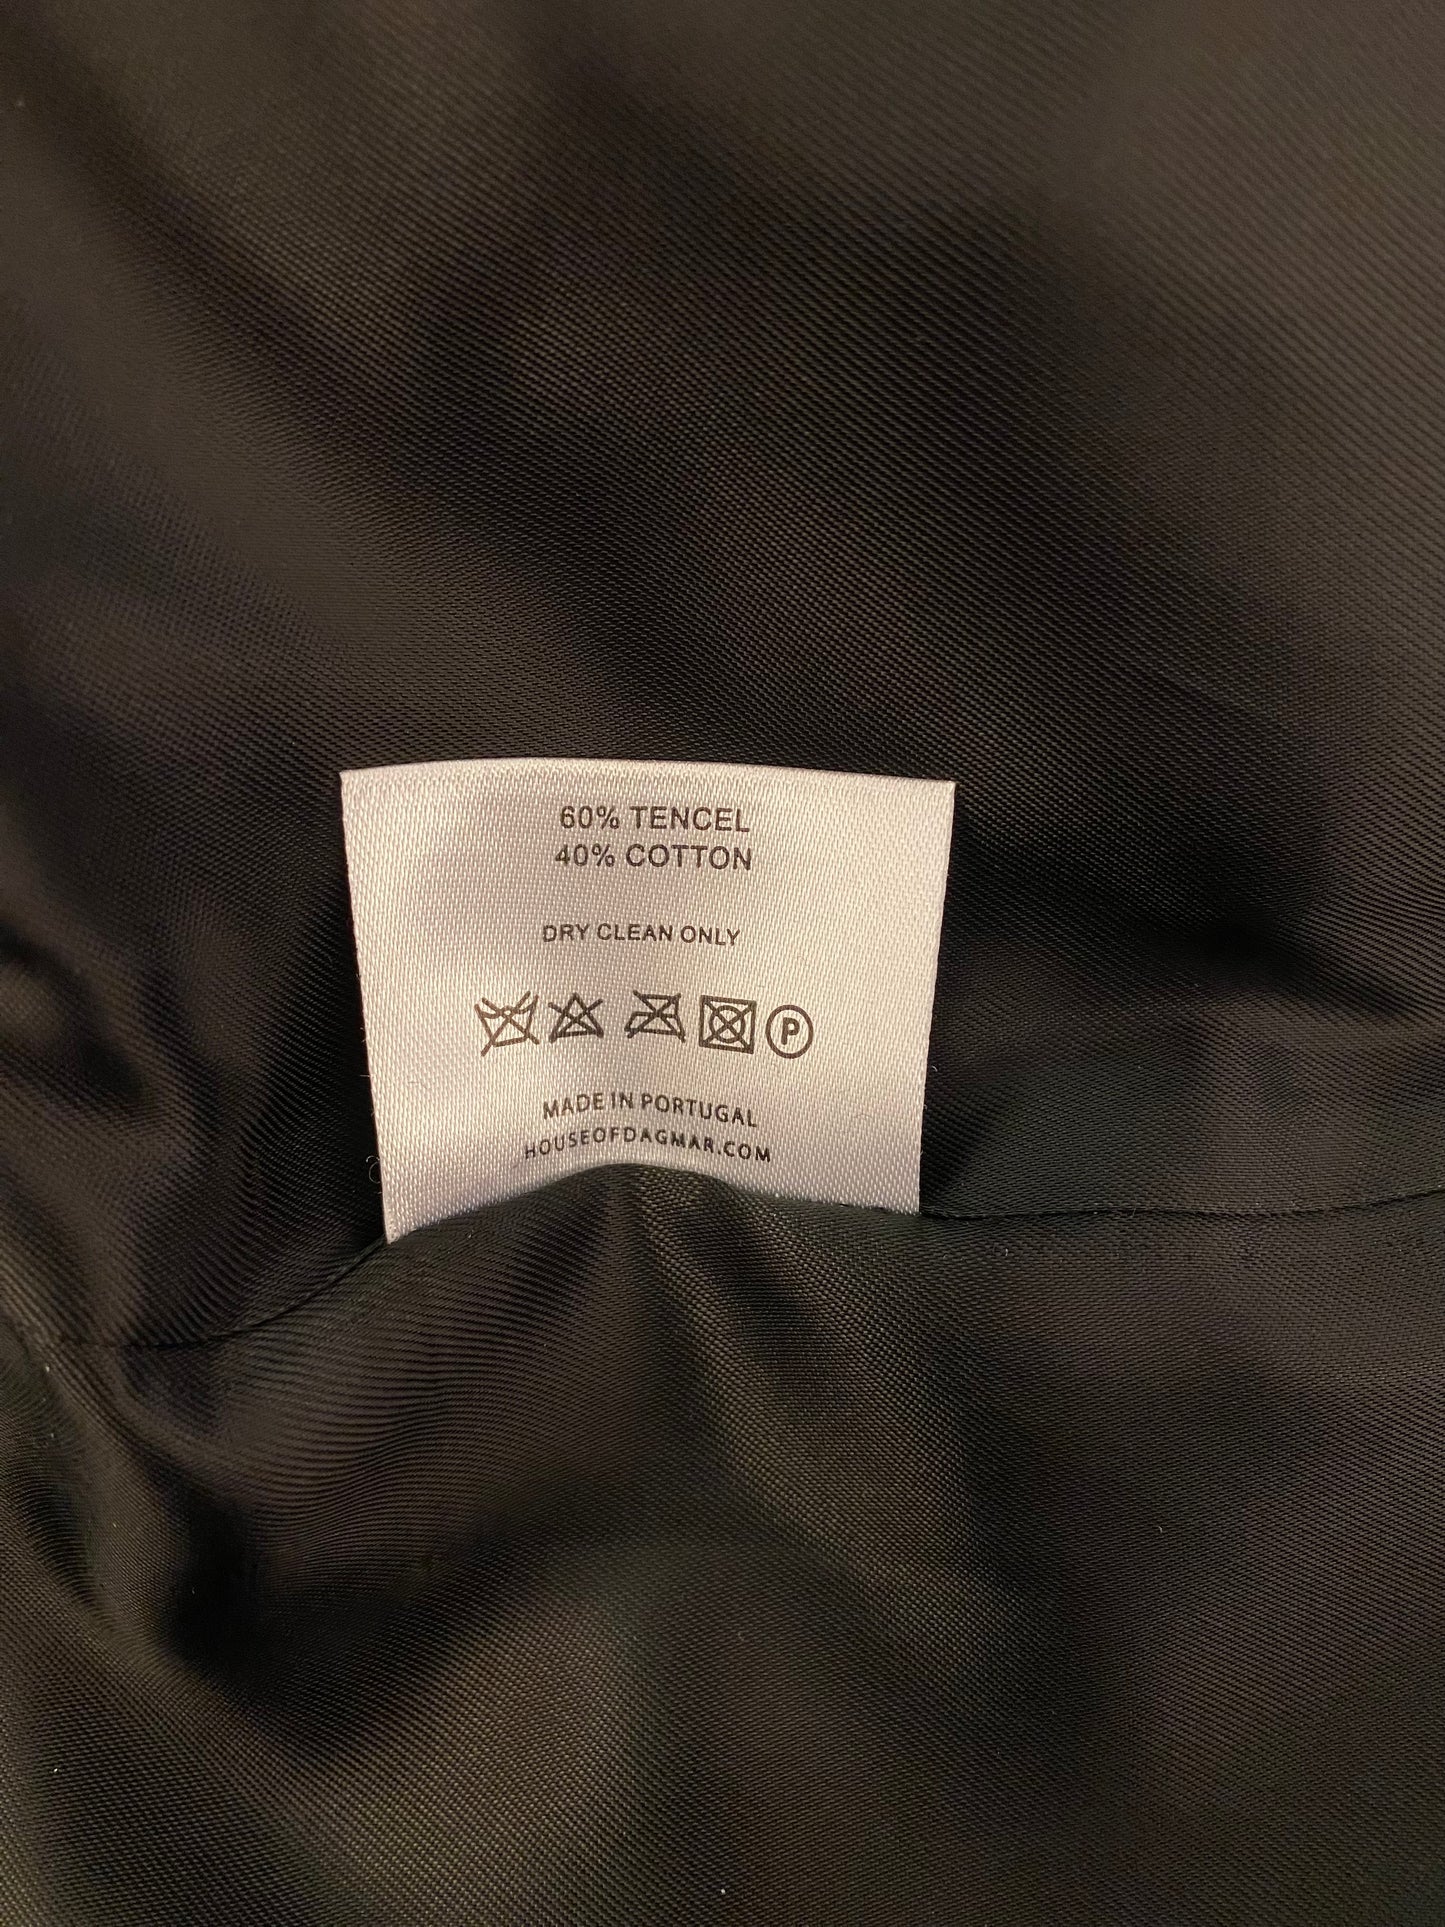 60% TENCEL
40% COTTON
DRY CLEAN ONLY
P
MADE IN PORTUGAL
HOUSEOFDAGMAR.COM